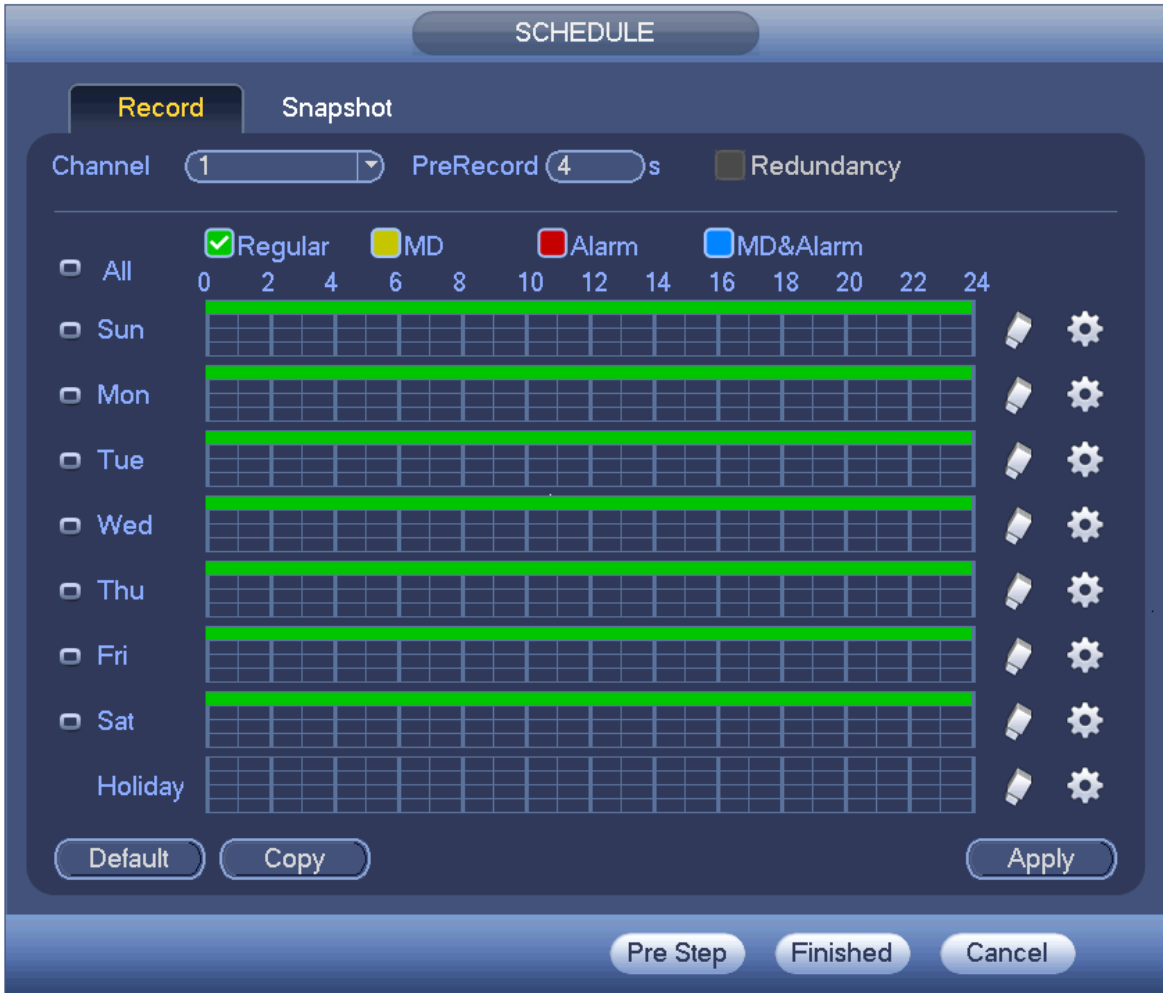 SCHEDULE
Record Snapshot
Channel 1 PreRecord 4 s Redundancy
Regular MD Alarm MD&Alarm
All
0 2 4 6 8 10 12 14 16 18 20 22 24
Sun
Mon
Tue
Wed
Thu
Fri
Sat
Holiday
Default Copy Apply
Pre Step Finished Cancel